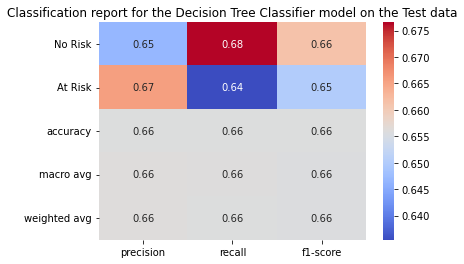 Classification report for the Decision Tree Classifier model on the Test data
No Risk 0.65 0.68 0.66
At Risk 0.67 0.64 0.65
accuracy 0.66 0.66 0.66
macro avg 0.66 0.66 0.66
weighted avg 0.66 0.66 0.66
precision recall f1-score
0.675
0.670
0.665
0.660
0.655
0.650
0.645
0.640